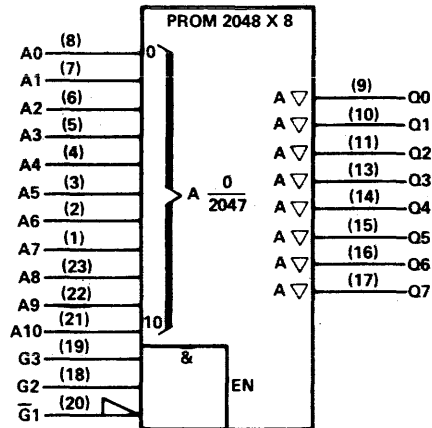 PROM 2048 X 8
A0 (8) 0
A1 (7)
A2 (6)
A3 (5)
A4 (4)
A5 (3)
A6 (2)
A7 (1)
A8 (23)
A9 (22)
A10 (21) 10
G3 (19)
G2 (18)
G̅1 (20)
A 0/2047
&
EN
A ▽ (9) Q0
A ▽ (10) Q1
A ▽ (11) Q2
A ▽ (13) Q3
A ▽ (14) Q4
A ▽ (15) Q5
A ▽ (16) Q6
A ▽ (17) Q7